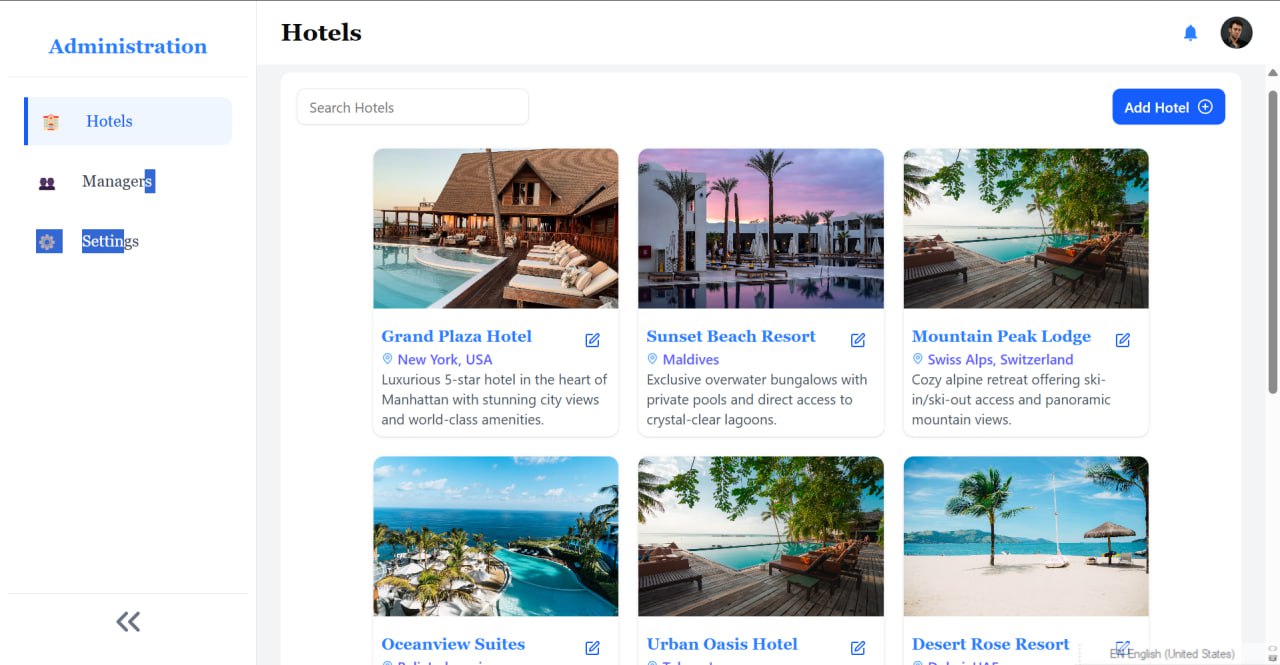 Administration
Hotels
Managers
Settings
Hotels
Search Hotels
Add Hotel
Grand Plaza Hotel
New York, USA
Luxurious 5-star hotel in the heart of
Manhattan with stunning city views
and world-class amenities.
Sunset Beach Resort
Maldives
Exclusive overwater bungalows with
private pools and direct access to
crystal-clear lagoons.
Mountain Peak Lodge
Swiss Alps, Switzerland
Cozy alpine retreat offering ski-
in/ski-out access and panoramic
mountain views.
Oceanview Suites
Urban Oasis Hotel
Desert Rose Resort
EN English (United States)